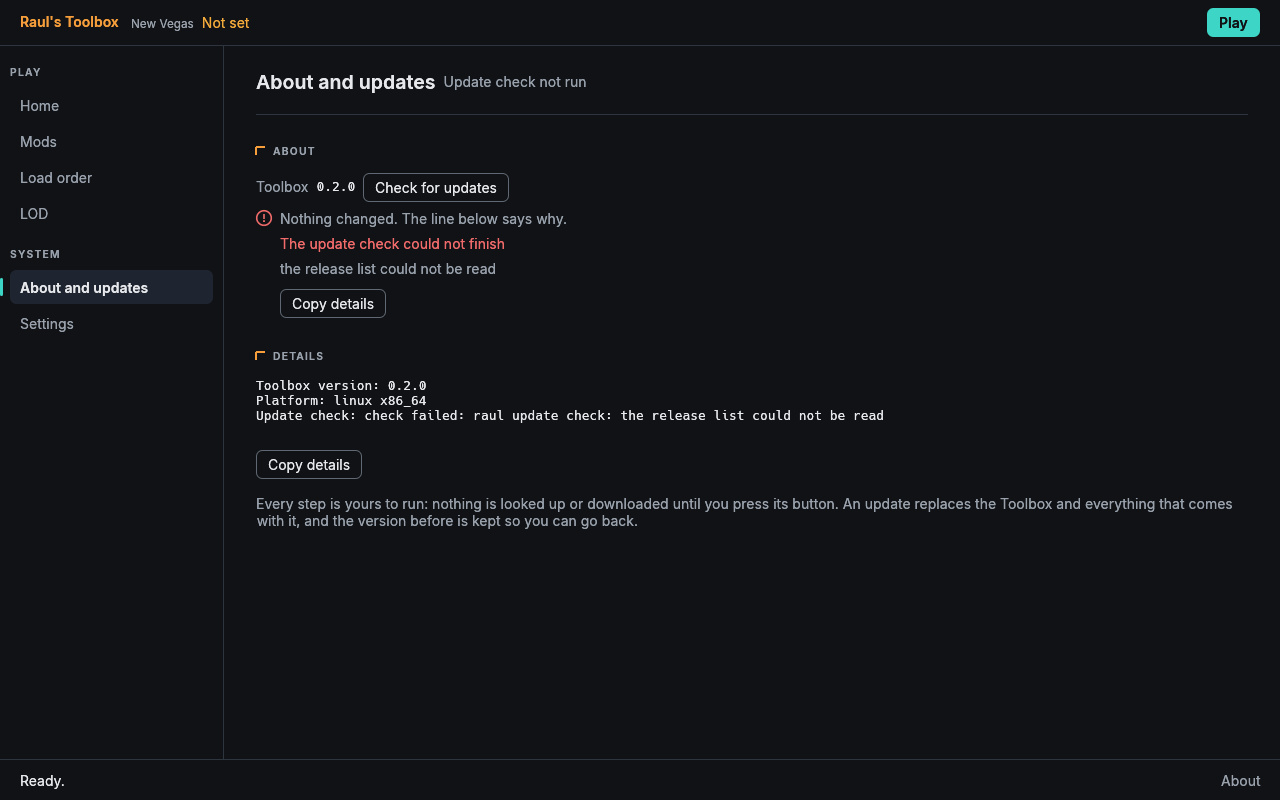 Raul's Toolbox New Vegas Not set
Play
PLAY
Home
Mods
Load order
LOD
SYSTEM
About and updates
Settings
About and updates Update check not run
ABOUT
Toolbox 0.2.0 Check for updates
Nothing changed. The line below says why.
The update check could not finish
the release list could not be read
Copy details
DETAILS
Toolbox version: 0.2.0
Platform: linux x86_64
Update check: check failed: raul update check: the release list could not be read
Copy details
Every step is yours to run: nothing is looked up or downloaded until you press its button. An update replaces the Toolbox and everything that comes
with it, and the version before is kept so you can go back.
Ready.
About